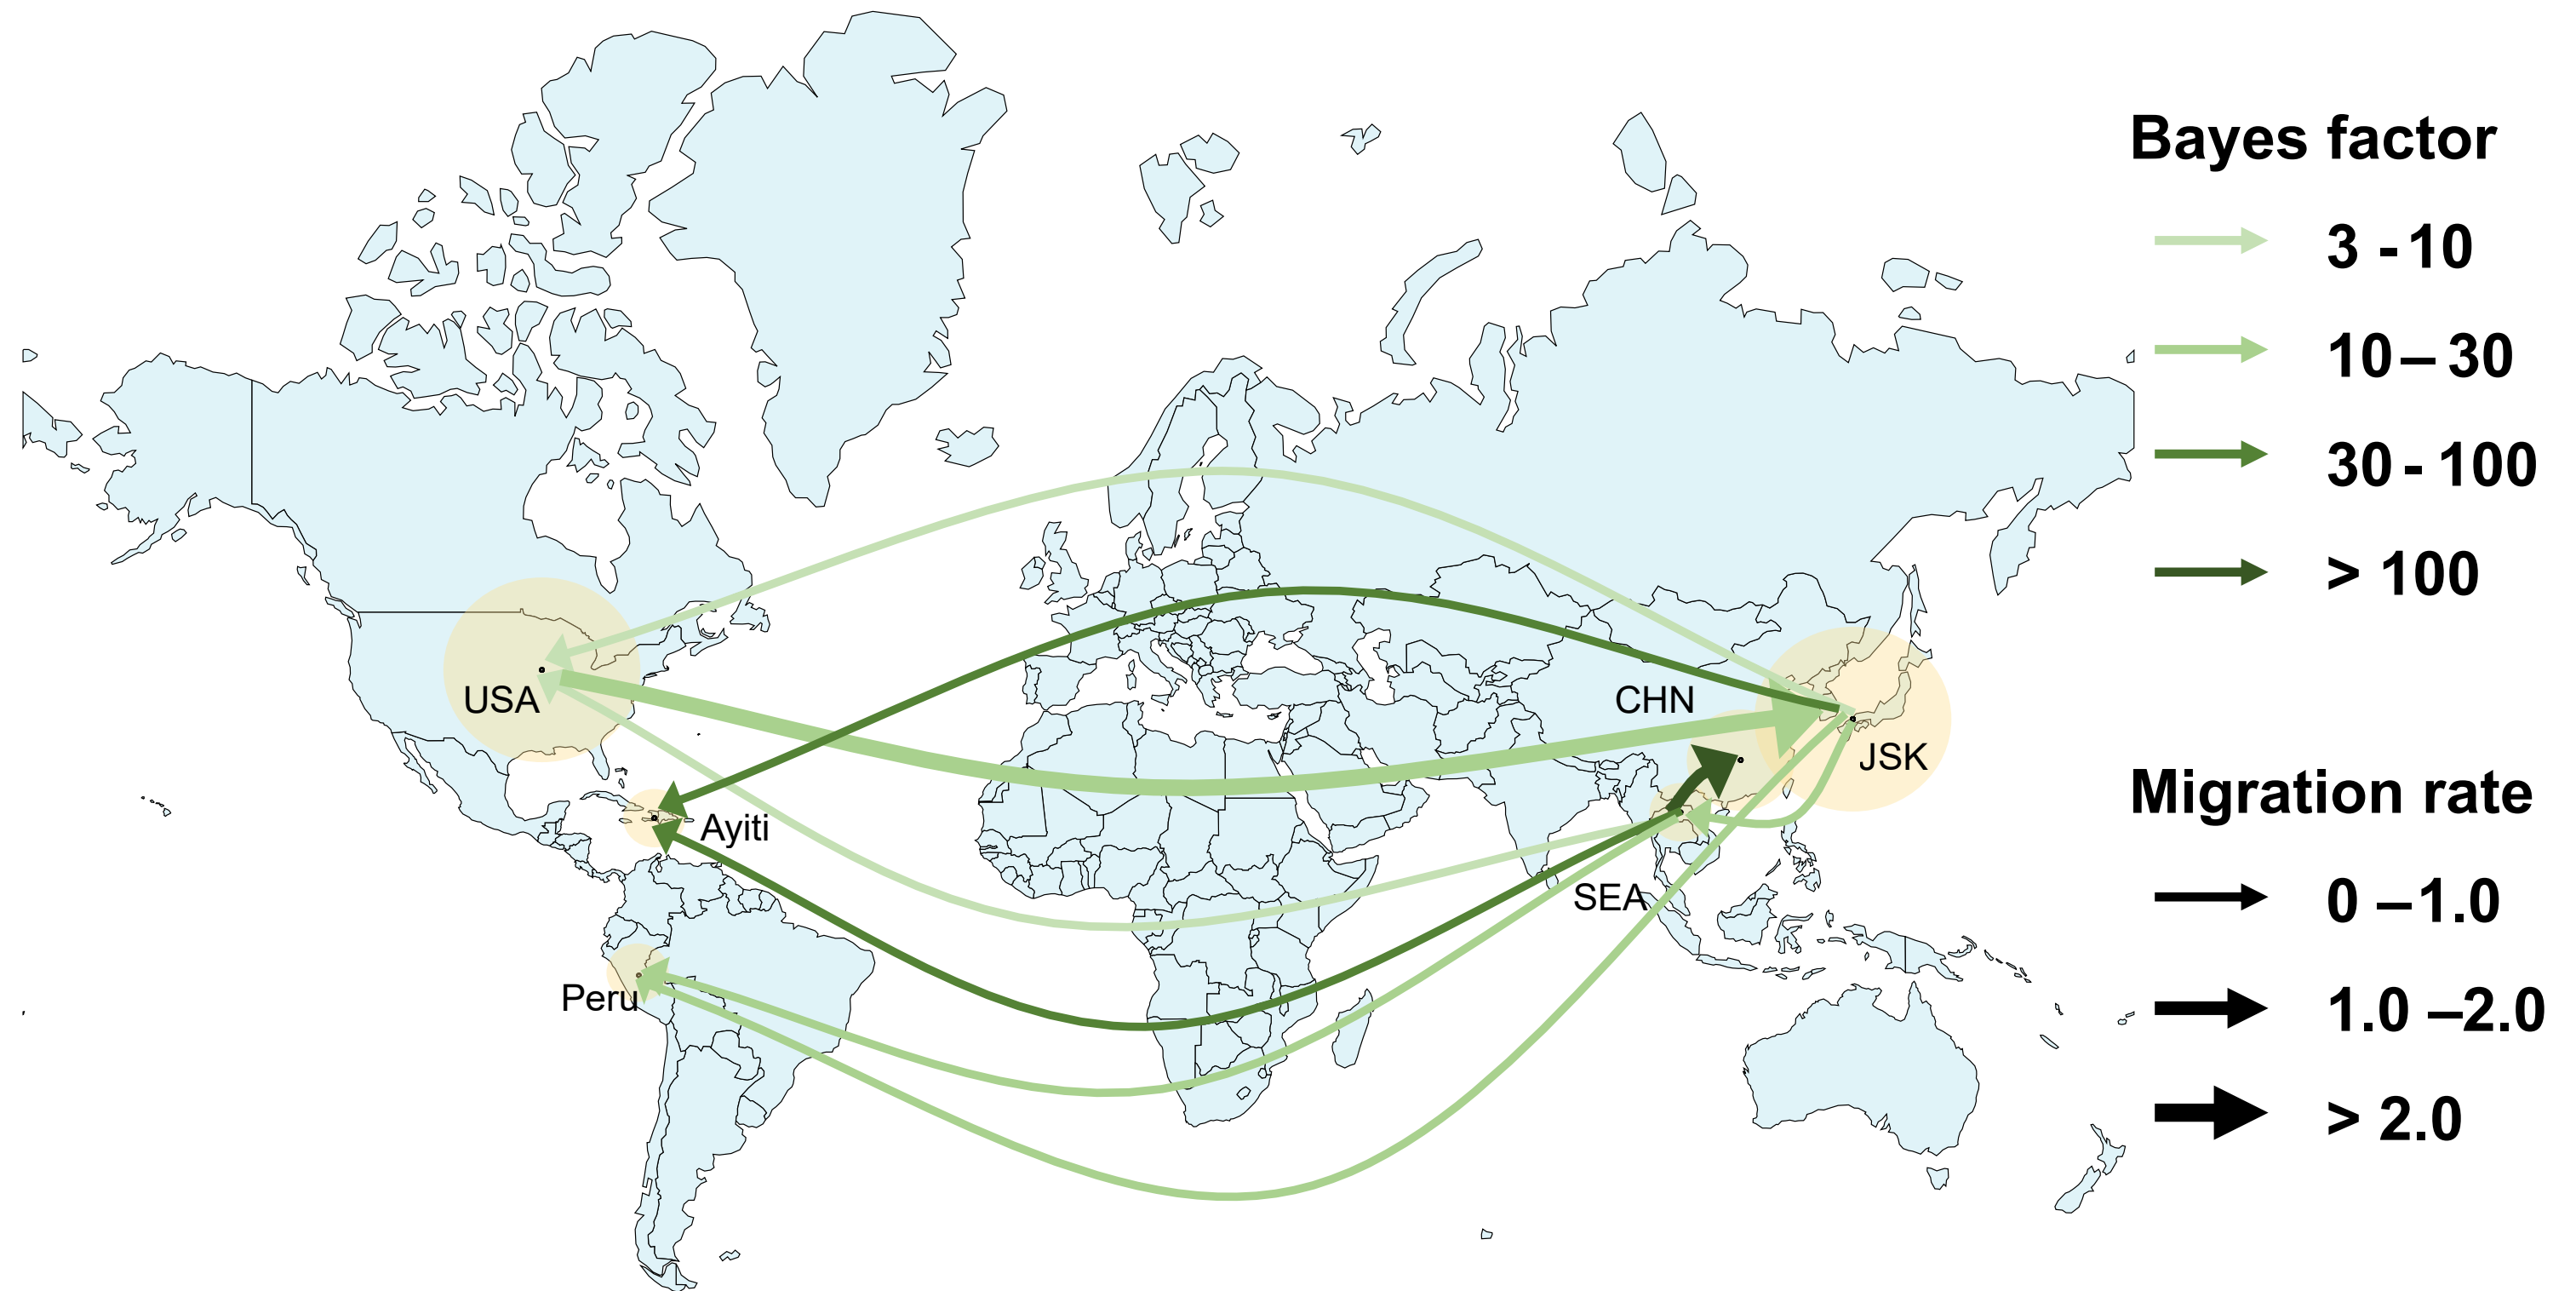 Bayes factor
3 - 10
10 – 30
30 - 100
> 100
USA
CHN
JSK
Ayiti
SEA
Peru
Migration rate
0 – 1.0
1.0 –2.0
> 2.0